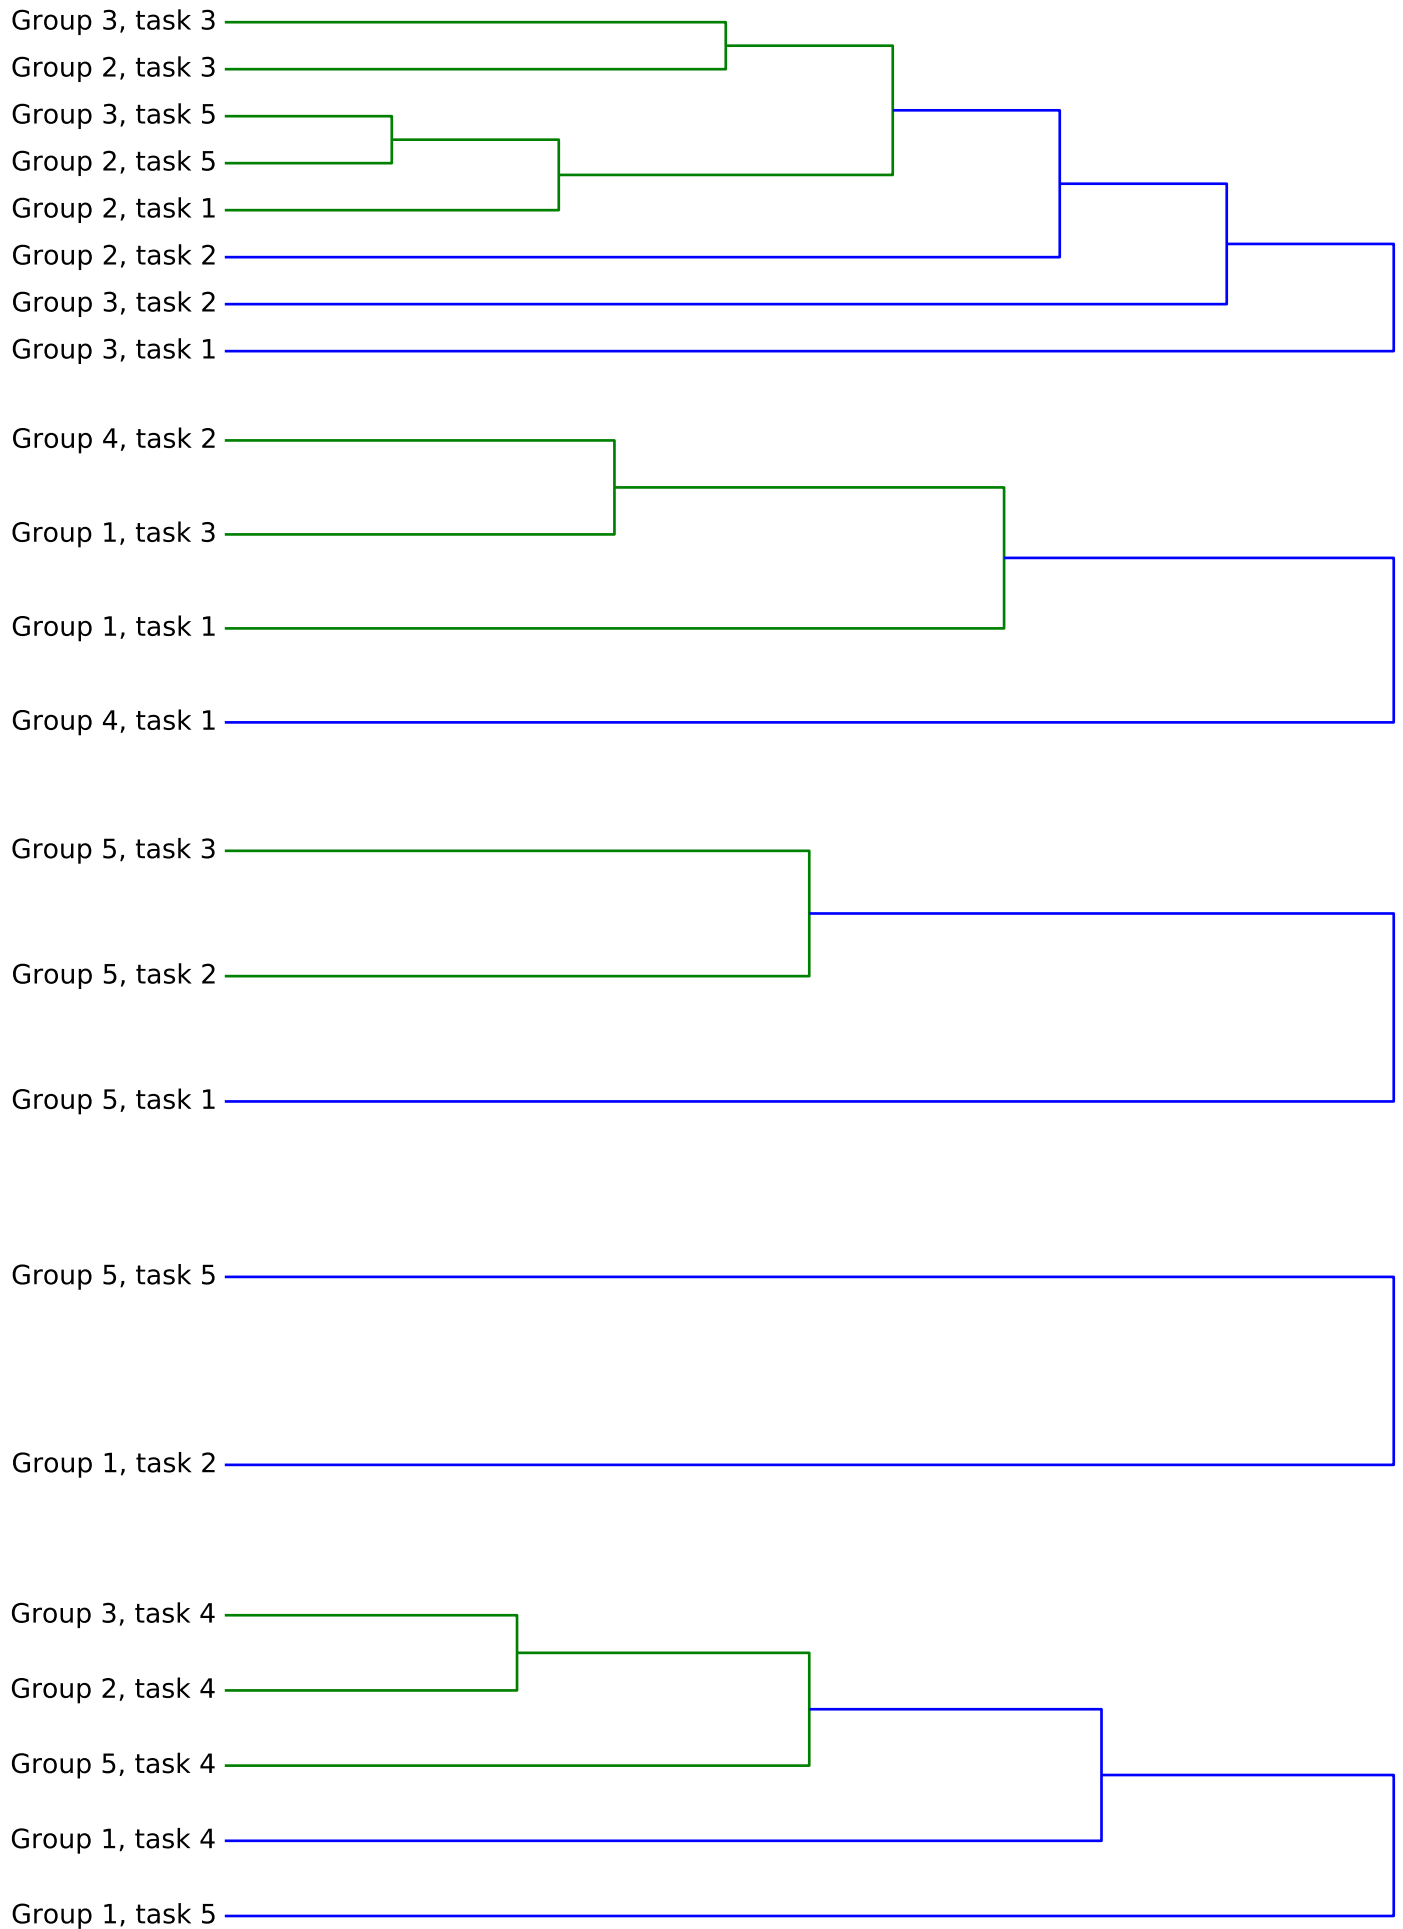 Group 3, task 3
Group 2, task 3
Group 3, task 5
Group 2, task 5
Group 2, task 1
Group 2, task 2
Group 3, task 2
Group 3, task 1
Group 4, task 2
Group 1, task 3
Group 1, task 1
Group 4, task 1
Group 5, task 3
Group 5, task 2
Group 5, task 1
Group 5, task 5
Group 1, task 2
Group 3, task 4
Group 2, task 4
Group 5, task 4
Group 1, task 4
Group 1, task 5